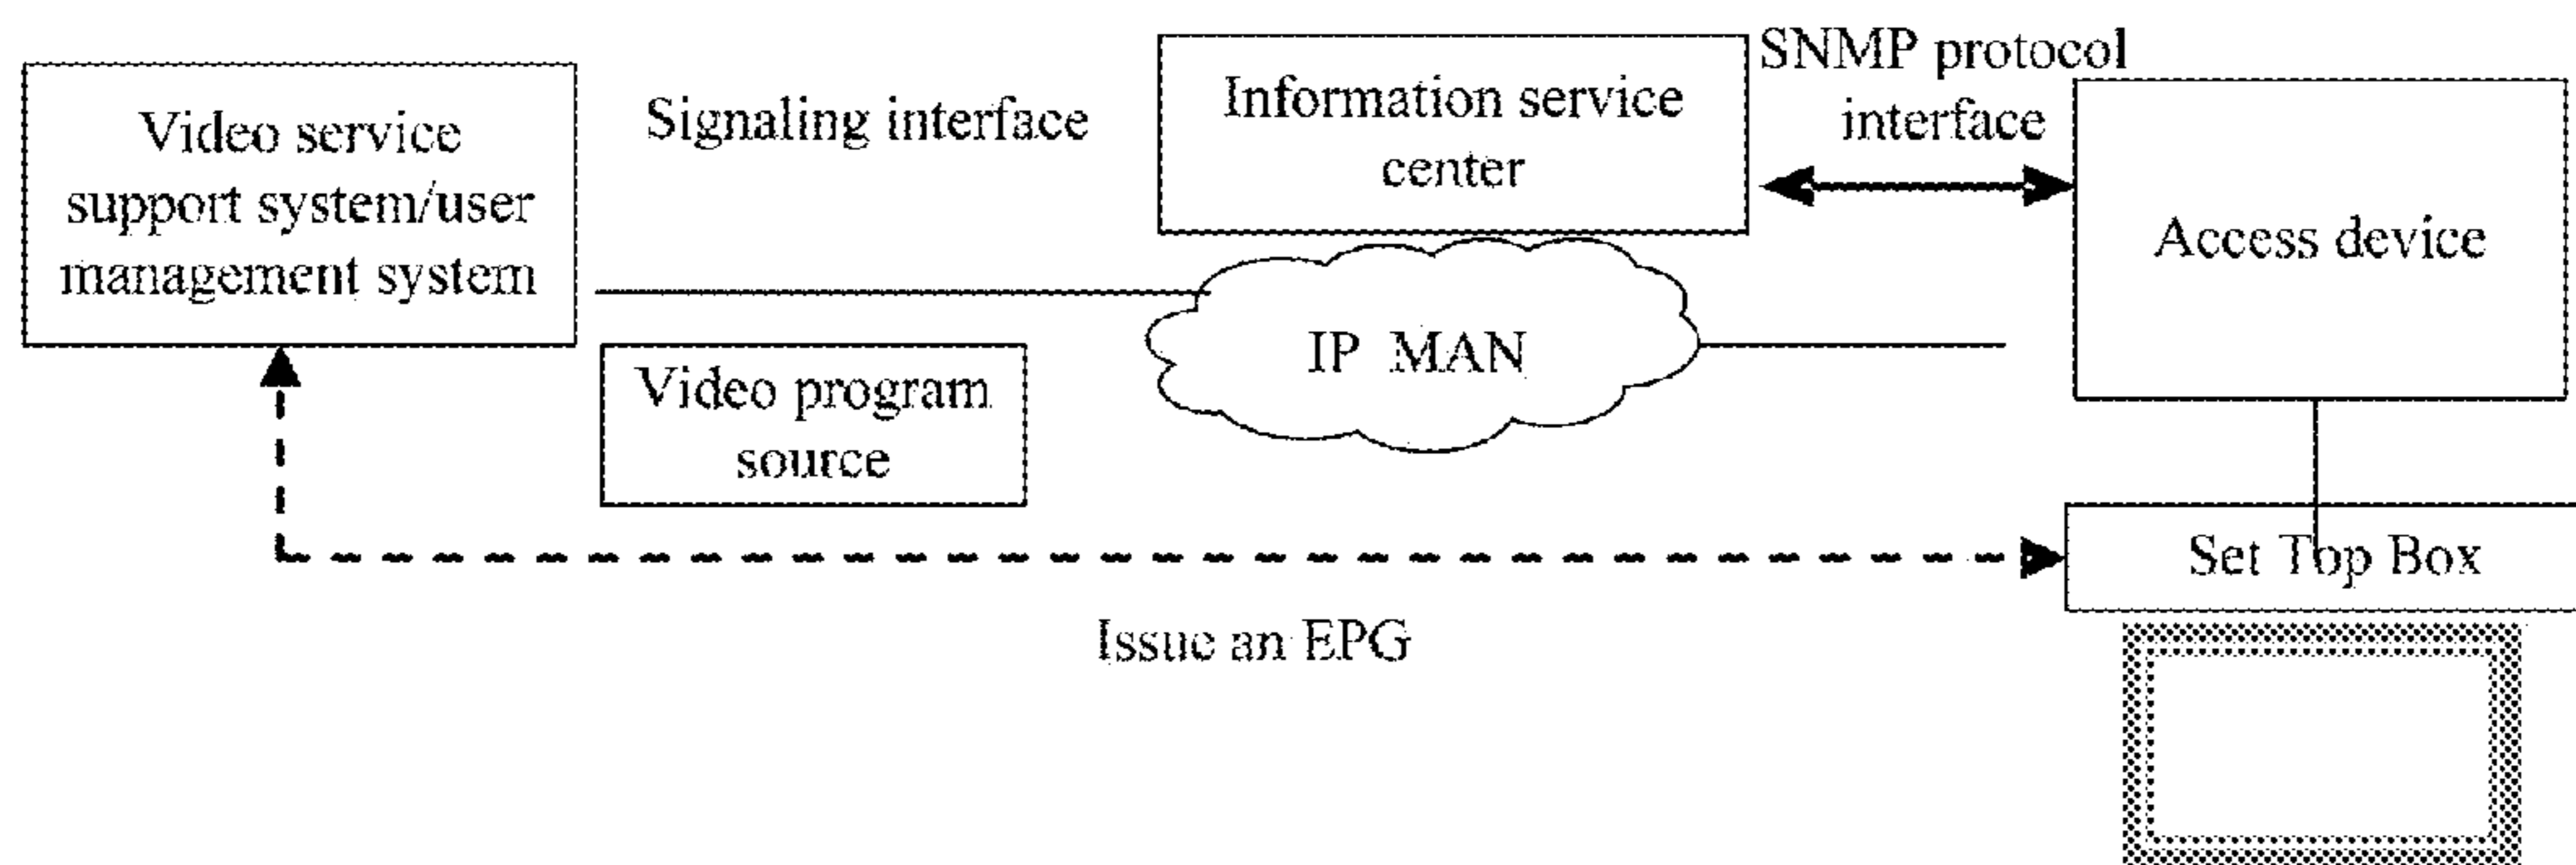 Video service
support system/user
management system
Signaling interface
Information service
center
SNMP protocol
interface
Access device
Video program
source
IP MAN
Set Top Box
Issue an EPG